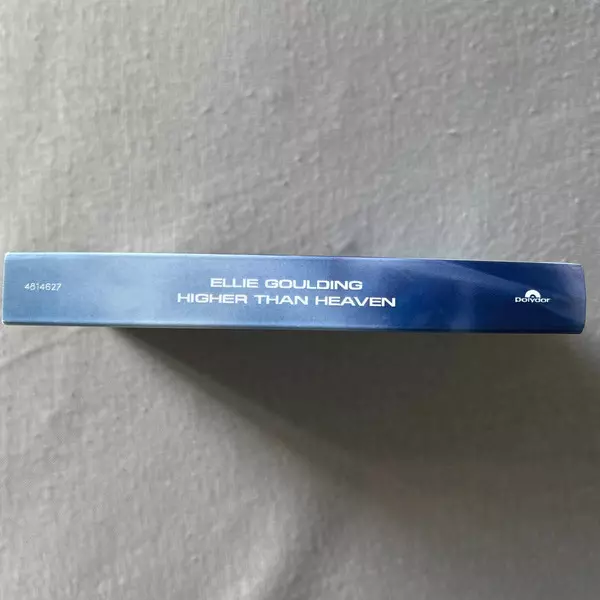 4814627
ELLIE GOULDING
HIGHER THAN HEAVEN
Polydor